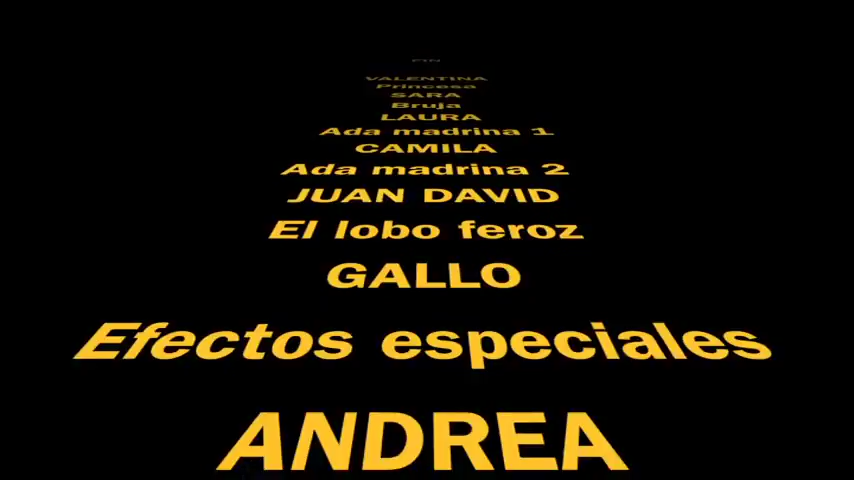 VALENTINA
Princesa
SARA
Bruja
LAURA
Ada madrina 1
CAMILA
Ada madrina 2
JUAN DAVID
El lobo feroz
GALLO
Efectos especiales
ANDREA